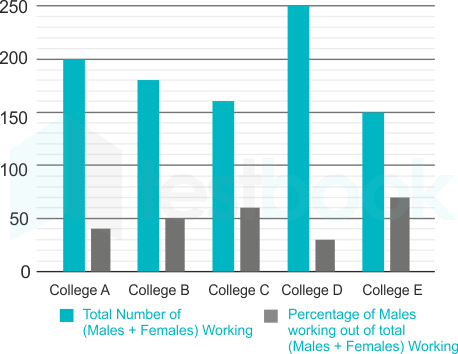 250
200
150
100
50
0
testbook
College A College B College C College D College E
Total Number of
(Males + Females) Working
Percentage of Males
working out of total
(Males + Females) Working